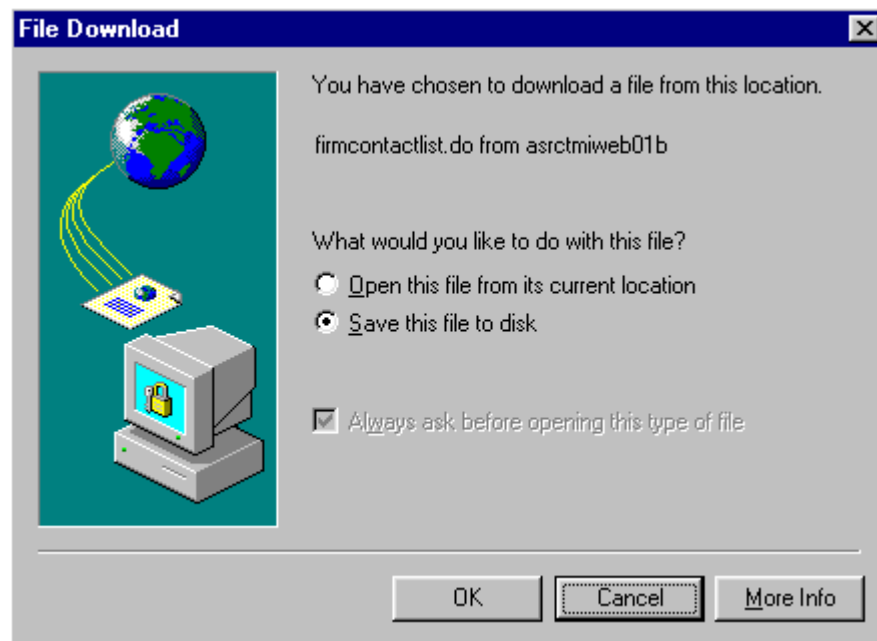 File Download
You have chosen to download a file from this location.
firmcontactlist.do from asrctmiweb01b
What would you like to do with this file?
Open this file from its current location
Save this file to disk
Always ask before opening this type of file
OK Cancel More Info